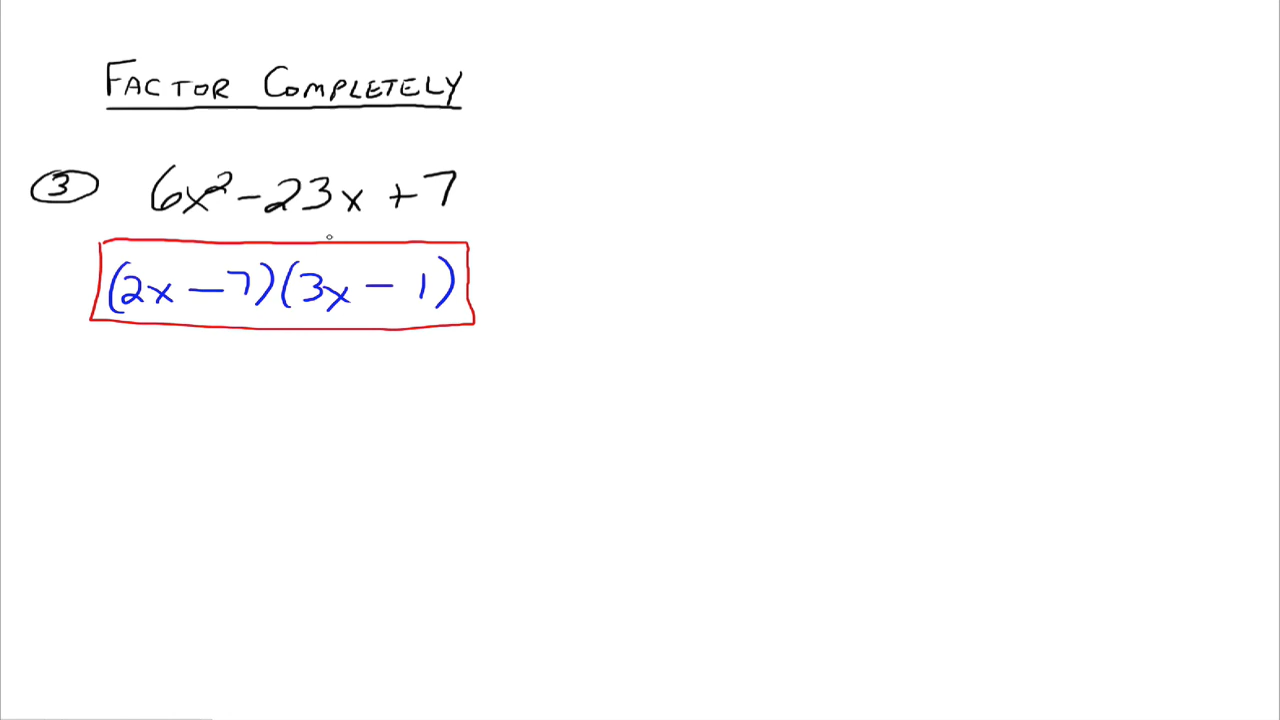 FACTOR COMPLETELY
③ 6x² - 23x + 7
(2x - 7)(3x - 1)